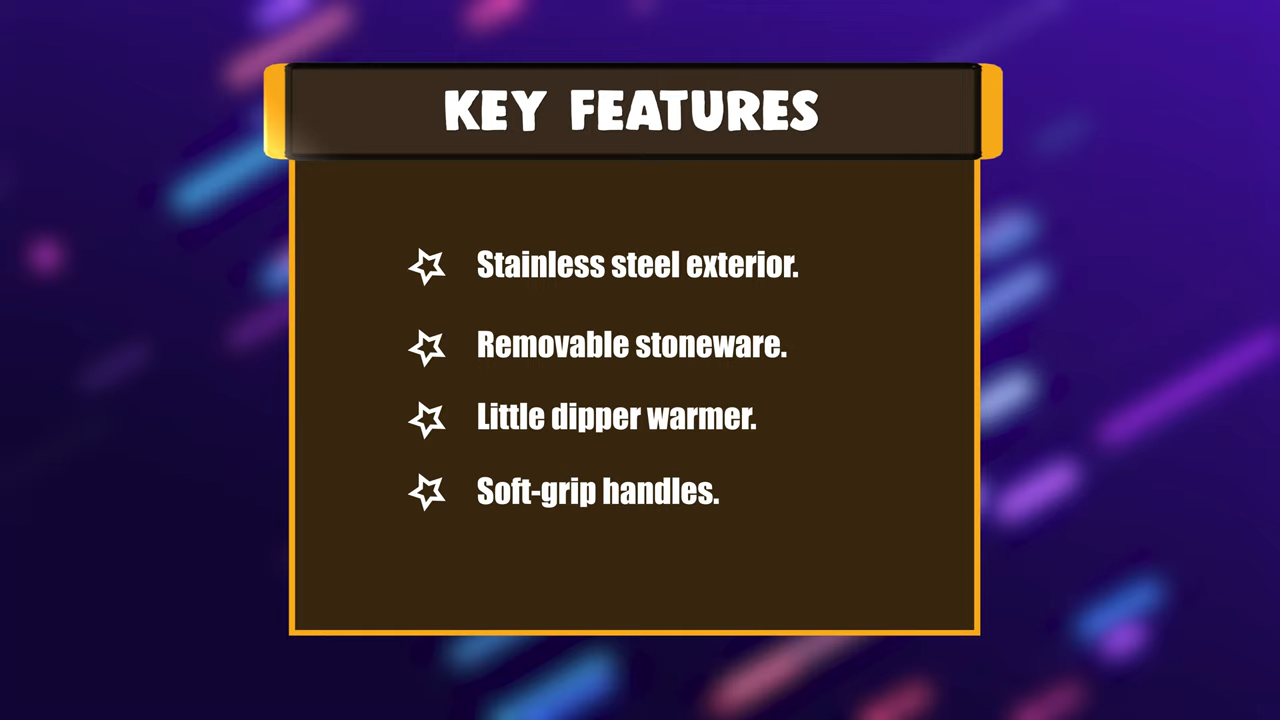 KEY FEATURES
Stainless steel exterior.
Removable stoneware.
Little dipper warmer.
Soft-grip handles.